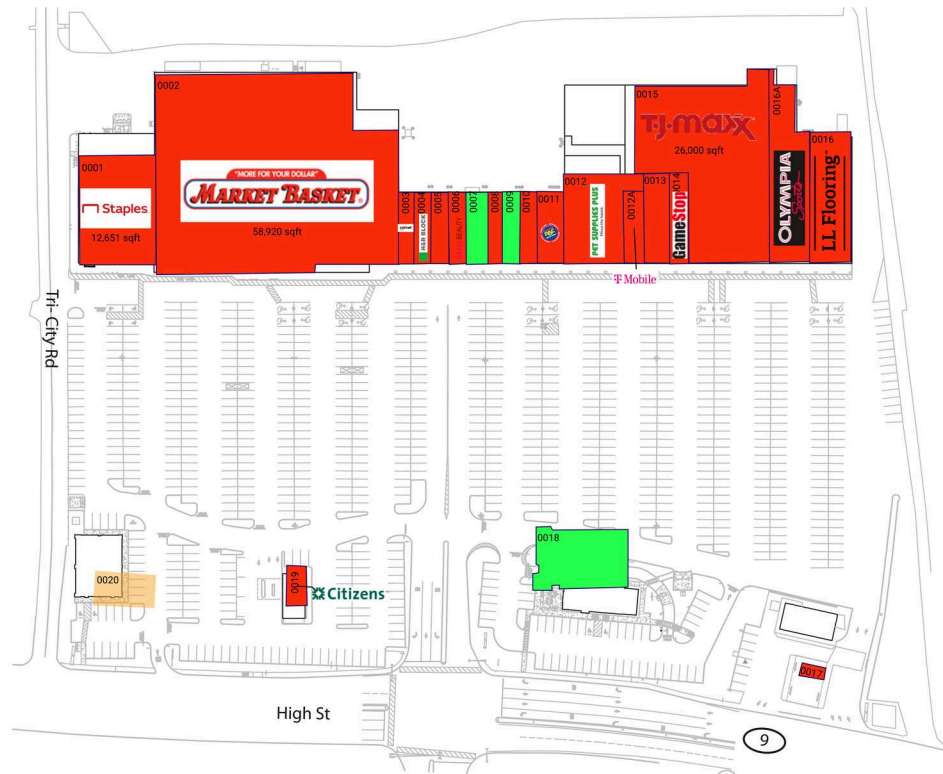 0002
0001
Staples
12,651 sqft
"MORE FOR YOUR DOLLAR"
MARKET BASKET
58,920 sqft
0003
0004
H&R BLOCK
0005
0006
BEAUTY
0007
0008
0009
0010
0011
0012
PET SUPPLIES PLUS
0012A
T Mobile
0013
0014
GameStop
0015
T·J·maxx
26,000 sqft
0016A
OLYMPIA
Sports
0016
LL Flooring
Tri-City Rd
0018
0020
0019
Citizens
0017
High St
9